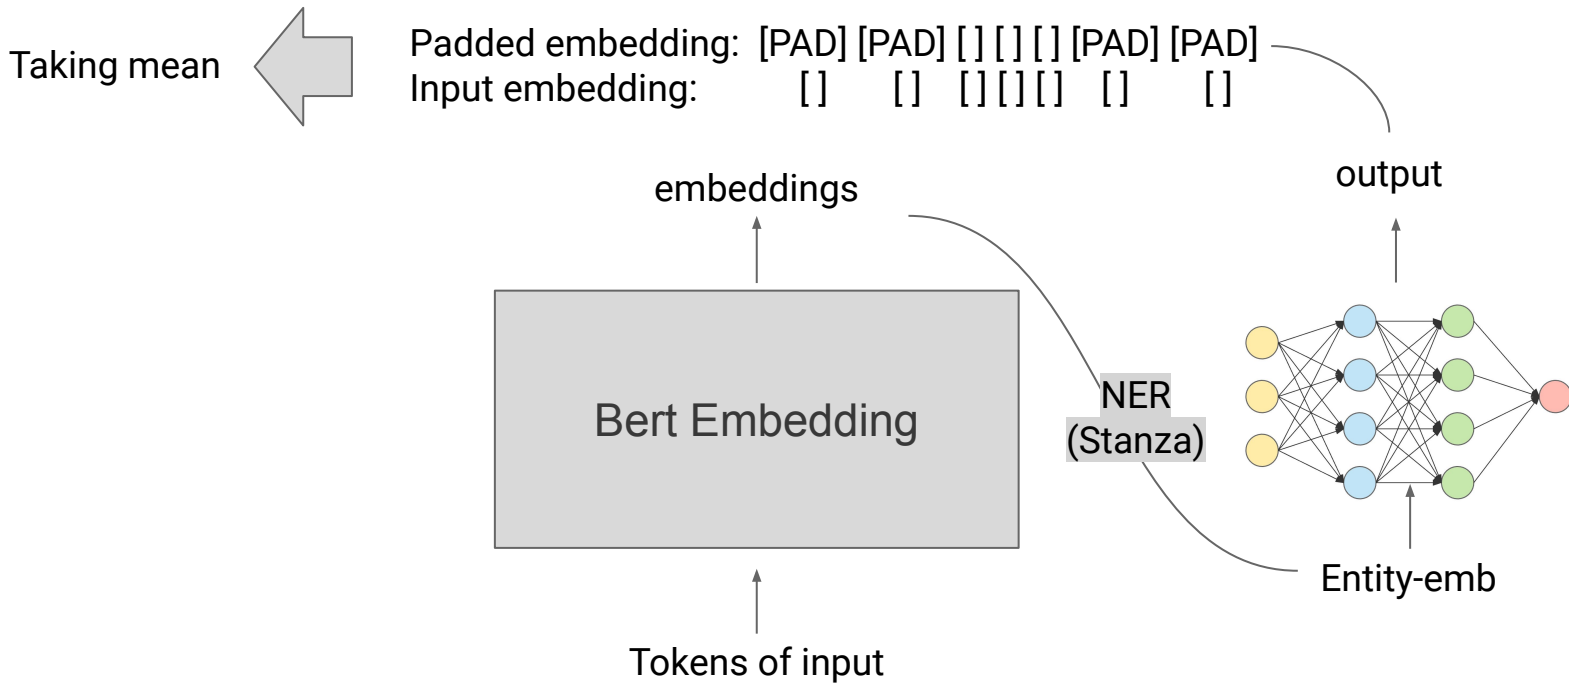 Taking mean
Padded embedding: [PAD] [PAD] [ ] [ ] [ ] [PAD] [PAD]
Input embedding: [ ] [ ] [ ] [ ] [ ] [ ] [ ]
embeddings
output
Bert Embedding
NER
(Stanza)
Entity-emb
Tokens of input